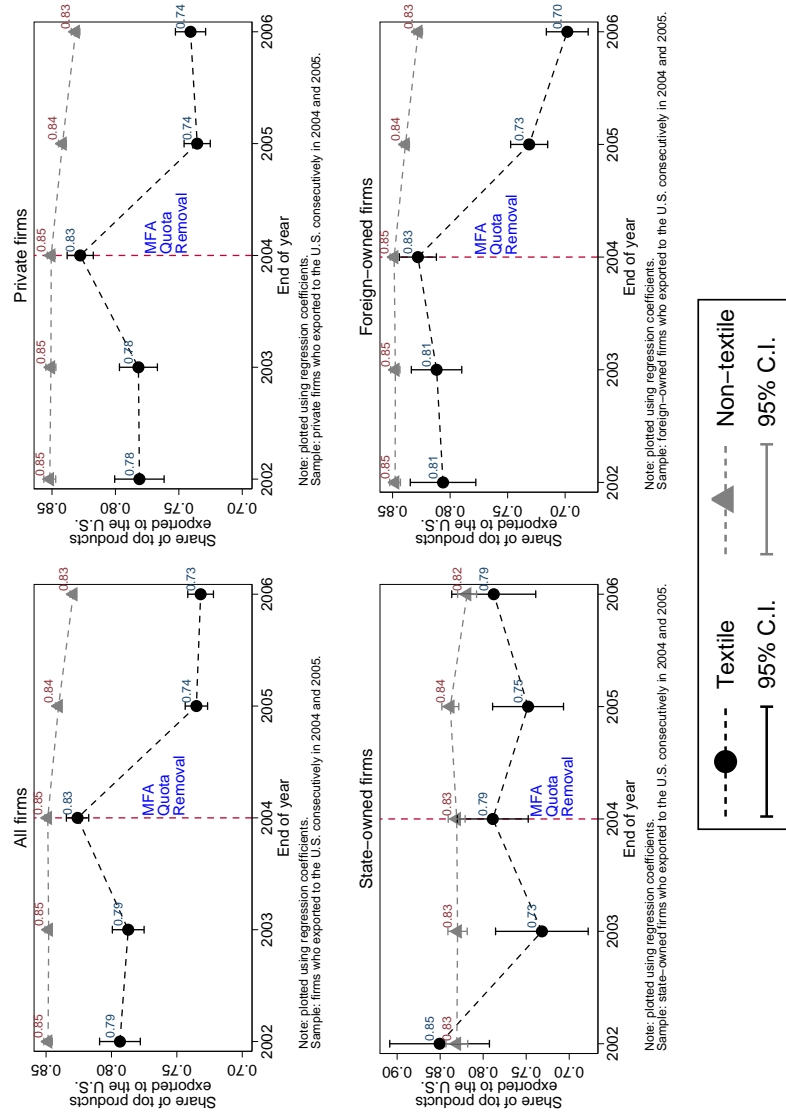 All firms
Share of top products
exported to the U.S.
0.85
0.80
0.75
0.70
0.85
0.85
0.85
0.84
0.83
0.79
0.79
0.83
0.74
0.73
MFA
Quota
Removal
2002
2003
2004
2005
2006
End of year
Note: plotted using regression coefficients.
Sample: firms who exported to the U.S. consecutively in 2004 and 2005.
Private firms
Share of top products
exported to the U.S.
0.85
0.80
0.75
0.70
0.85
0.85
0.85
0.84
0.83
0.78
0.78
0.83
0.74
0.74
MFA
Quota
Removal
2002
2003
2004
2005
2006
End of year
Note: plotted using regression coefficients.
Sample: private firms who exported to the U.S. consecutively in 2004 and 2005.
State−owned firms
Share of top products
exported to the U.S.
0.90
0.85
0.80
0.75
0.70
0.83
0.83
0.83
0.84
0.82
0.85
0.73
0.79
0.75
0.79
MFA
Quota
Removal
2002
2003
2004
2005
2006
End of year
Note: plotted using regression coefficients.
Sample: state−owned firms who exported to the U.S. consecutively in 2004 and 2005.
Foreign−owned firms
Share of top products
exported to the U.S.
0.85
0.80
0.75
0.70
0.85
0.85
0.85
0.84
0.83
0.81
0.81
0.83
0.73
0.70
MFA
Quota
Removal
2002
2003
2004
2005
2006
End of year
Note: plotted using regression coefficients.
Sample: foreign−owned firms who exported to the U.S. consecutively in 2004 and 2005.
Textile
Non−textile
95% C.I.
95% C.I.